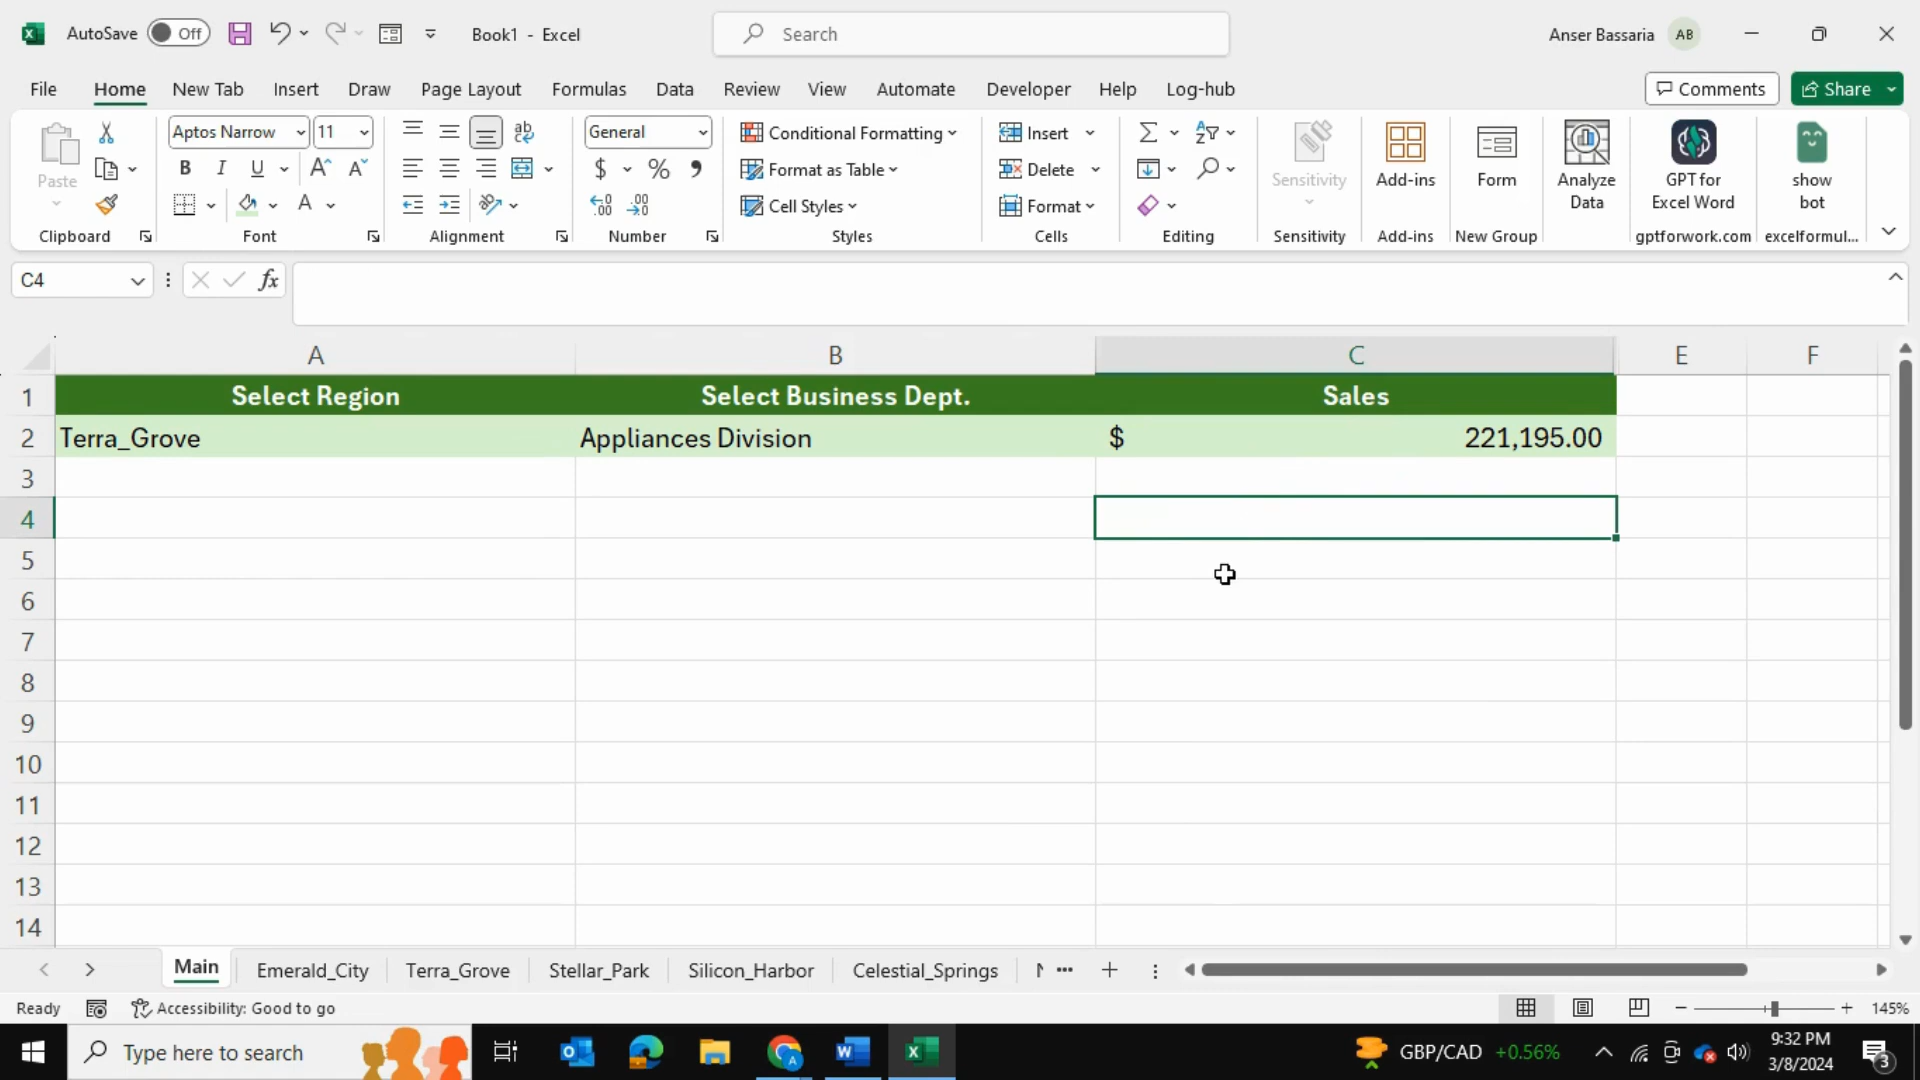 AutoSave Off Book1 - Excel Search Anser Bassaria AB
File Home Insert New Tab Draw Page Layout Formulas Data Review View Automate Developer Help Log-hub Comments Share
Paste
Clipboard
Aptos Narrow 11
B I U A A
A
Font
ab
Alignment
General
$ % 9
.00 .00
Number
Conditional Formatting
Format as Table
Cell Styles
Styles
Insert
Delete
Format
Cells
Editing
Sensitivity
Sensitivity
Add-ins
Add-ins
Form
New Group
Analyze
Data
GPT for
Excel Word
gptforwork.com
show
bot
excelformul...
C4 fx
A B C E F
1 Select Region Select Business Dept. Sales
2 Terra_Grove Appliances Division $ 221,195.00
3
4
5
6
7
8
9
10
11
12
13
14
Main Emerald_City Terra_Grove Stellar_Park Silicon_Harbor Celestial_Springs
Ready Accessibility: Good to go 145%
Type here to search GBP/CAD +0.56% 9:32 PM
3/8/2024
3